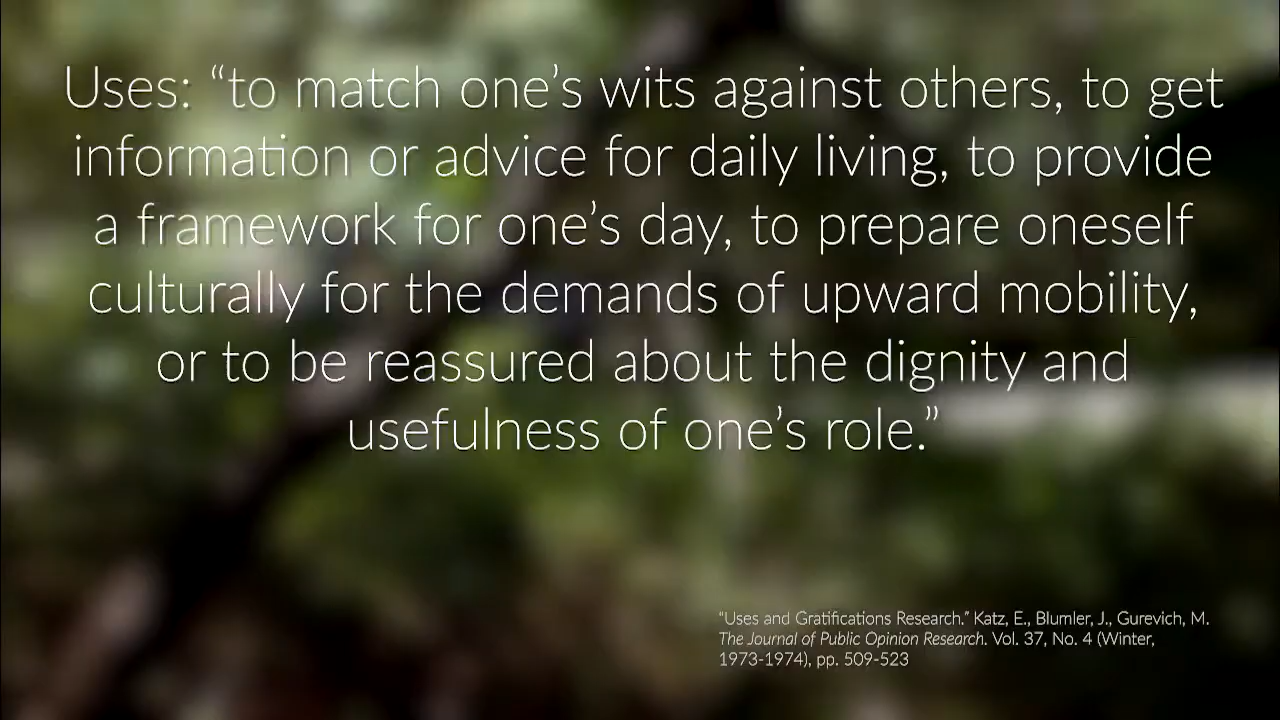 Uses: “to match one’s wits against others, to get
information or advice for daily living, to provide
a framework for one’s day, to prepare oneself
culturally for the demands of upward mobility,
or to be reassured about the dignity and
usefulness of one’s role.”
“Uses and Gratifications Research.” Katz, E., Blumler, J., Gurevich, M.
The Journal of Public Opinion Research. Vol. 37, No. 4 (Winter,
1973-1974), pp. 509-523